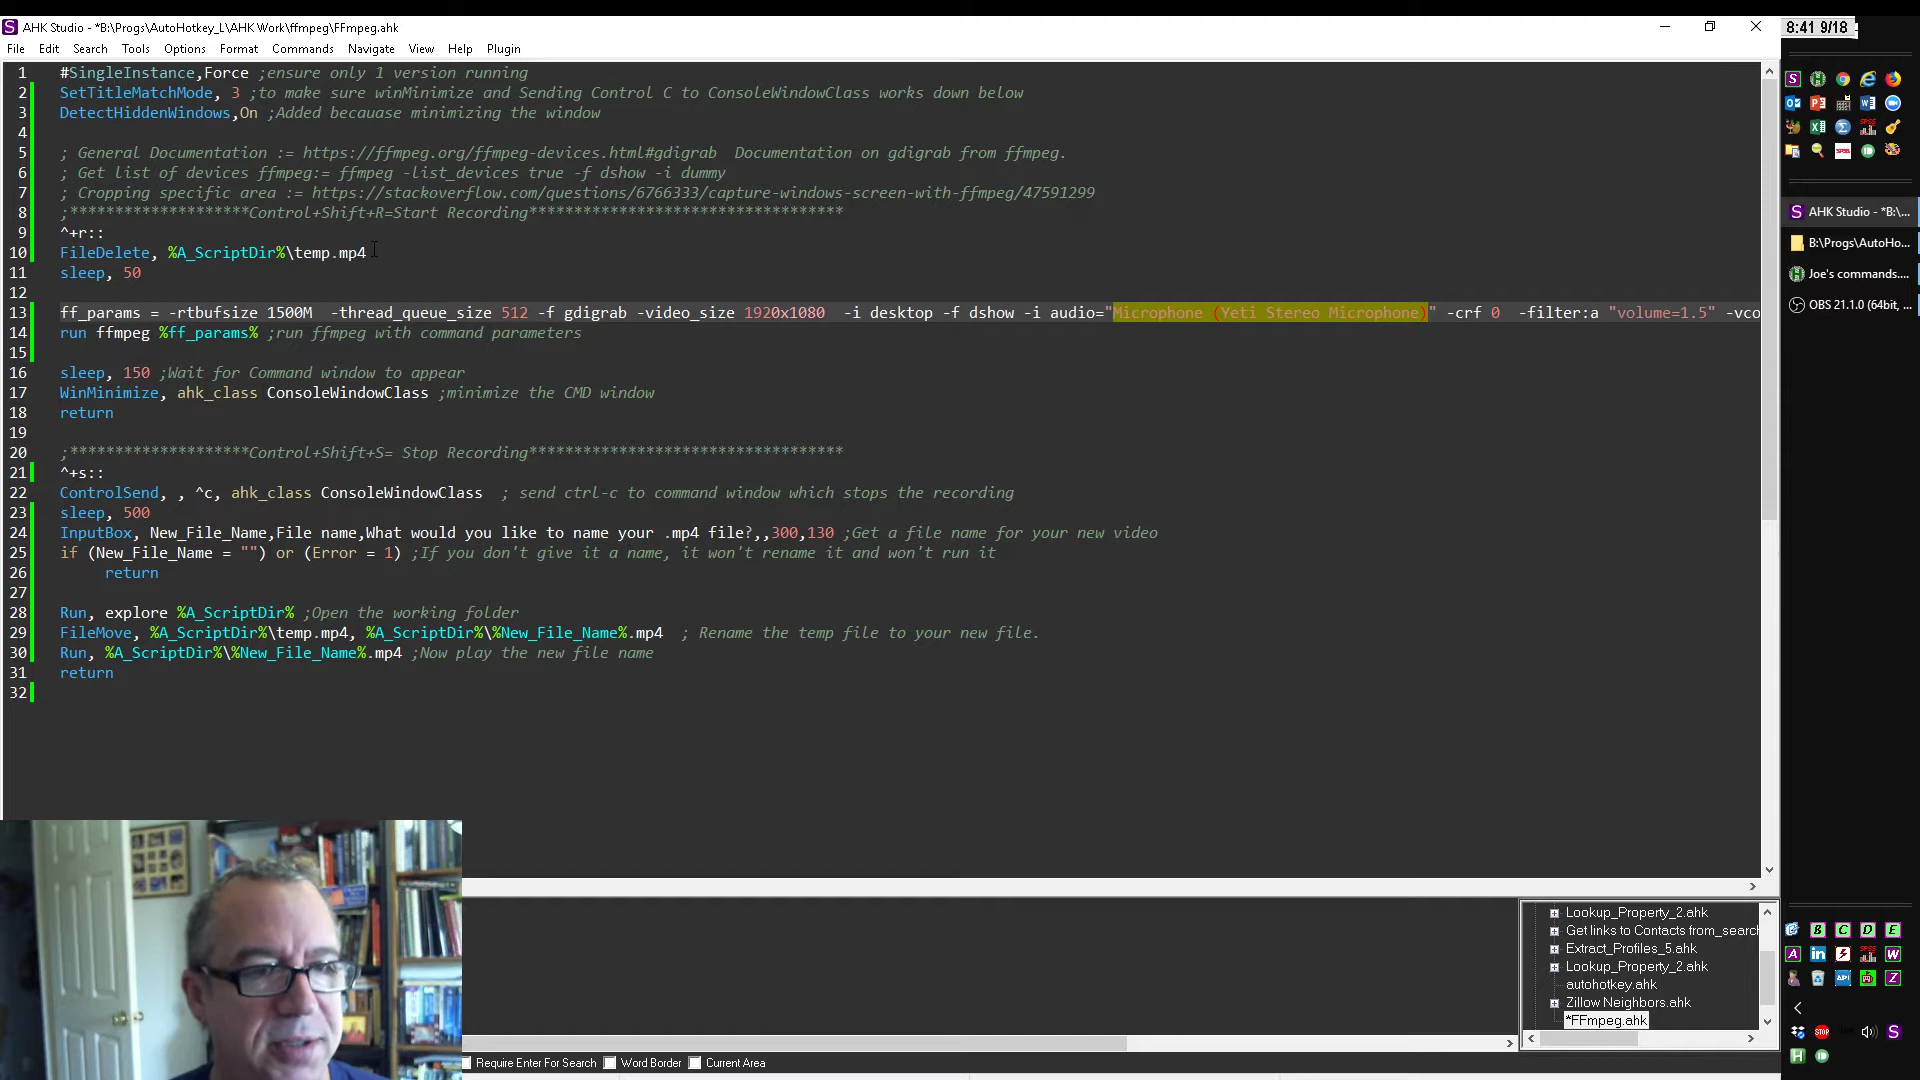 AHK Studio - *B:\Progs\AutoHotkey_L\AHK Work\ffmpeg\FFmpeg.ahk
8:41 9/18
File Edit Search Tools Options Format Commands Navigate View Help Plugin
1 #SingleInstance,Force ;ensure only 1 version running
2 SetTitleMatchMode, 3 ;to make sure winMinimize and Sending Control C to ConsoleWindowClass works down below
3 DetectHiddenWindows,On ;Added becauase minimizing the window
4
5 ; General Documentation := https://ffmpeg.org/ffmpeg-devices.html#gdigrab  Documentation on gdigrab from ffmpeg.
6 ; Get list of devices ffmpeg:= ffmpeg -list_devices true -f dshow -i dummy
7 ; Cropping specific area := https://stackoverflow.com/questions/6766333/capture-windows-screen-with-ffmpeg/47591299
8 ;********************Control+Shift+R=Start Recording***********************************
9 ^+r::
10 FileDelete, %A_ScriptDir%\temp.mp4
11 sleep, 50
12
13 ff_params = -rtbufsize 1500M  -thread_queue_size 512 -f gdigrab -video_size 1920x1080  -i desktop -f dshow -i audio="Microphone (Yeti Stereo Microphone)" -crf 0  -filter:a "volume=1.5" -vco
14 run ffmpeg %ff_params% ;run ffmpeg with command parameters
15
16 sleep, 150 ;Wait for Command window to appear
17 WinMinimize, ahk_class ConsoleWindowClass ;minimize the CMD window
18 return
19
20 ;********************Control+Shift+S= Stop Recording***********************************
21 ^+s::
22 ControlSend, , ^c, ahk_class ConsoleWindowClass  ; send ctrl-c to command window which stops the recording
23 sleep, 500
24 InputBox, New_File_Name,File name,What would you like to name your .mp4 file?,,300,130 ;Get a file name for your new video
25 if (New_File_Name = "") or (Error = 1) ;If you don't give it a name, it won't rename it and won't run it
26 return
27
28 Run, explore %A_ScriptDir% ;Open the working folder
29 FileMove, %A_ScriptDir%\temp.mp4, %A_ScriptDir%\%New_File_Name%.mp4  ; Rename the temp file to your new file.
30 Run, %A_ScriptDir%\%New_File_Name%.mp4 ;Now play the new file name
31 return
32
AHK Studio - *B:\...
B:\Progs\AutoHo...
Joe's commands....
OBS 21.1.0 (64bit, ...
Lookup_Property_2.ahk
Get links to Contacts from_search
Extract_Profiles_5.ahk
Lookup_Property_2.ahk
autohotkey.ahk
Zillow Neighbors.ahk
*FFmpeg.ahk
Require Enter For Search Word Border Current Area
B C D E
A in W
API Z
STOP S
H